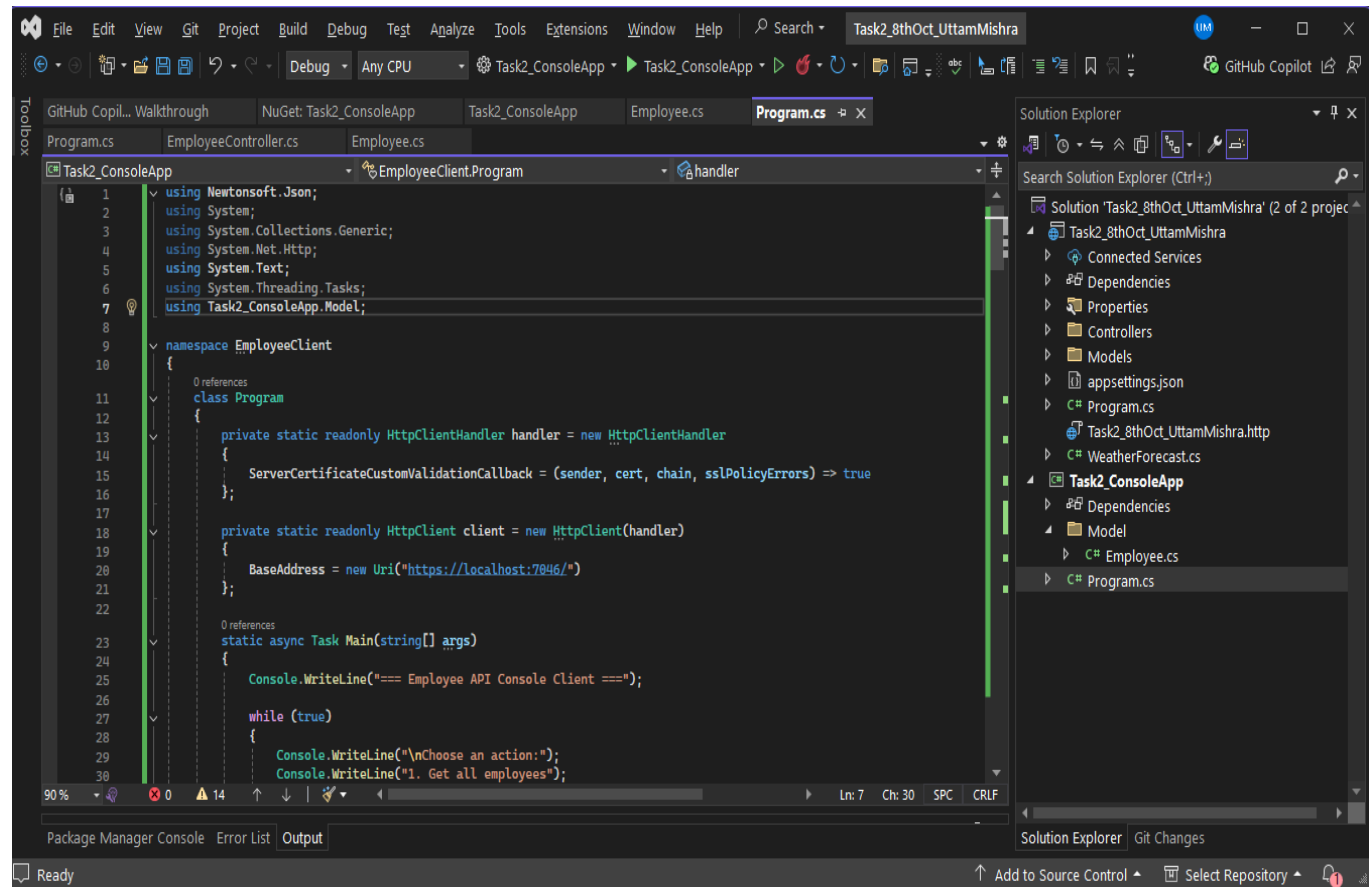 File Edit View Git Project Build Debug Test Analyze Tools Extensions Window Help Search Task2_8thOct_UttamMishra UM
Debug Any CPU Task2_ConsoleApp Task2_ConsoleApp GitHub Copilot
Toolbox
GitHub Copil... Walkthrough NuGet: Task2_ConsoleApp Task2_ConsoleApp Employee.cs Program.cs
Program.cs EmployeeController.cs Employee.cs
Task2_ConsoleApp EmployeeClient.Program handler
1 using Newtonsoft.Json;
2 using System;
3 using System.Collections.Generic;
4 using System.Net.Http;
5 using System.Text;
6 using System.Threading.Tasks;
7 using Task2_ConsoleApp.Model;
8
9 namespace EmployeeClient
10 {
0 references
11 class Program
12 {
13 private static readonly HttpClientHandler handler = new HttpClientHandler
14 {
15 ServerCertificateCustomValidationCallback = (sender, cert, chain, sslPolicyErrors) => true
16 };
17
18 private static readonly HttpClient client = new HttpClient(handler)
19 {
20 BaseAddress = new Uri("https://localhost:7046/")
21 };
22
0 references
23 static async Task Main(string[] args)
24 {
25 Console.WriteLine("=== Employee API Console Client ===");
26
27 while (true)
28 {
29 Console.WriteLine("\nChoose an action:");
30 Console.WriteLine("1. Get all employees");
90 % 0 14 Ln: 7 Ch: 30 SPC CRLF
Package Manager Console Error List Output
Solution Explorer
Search Solution Explorer (Ctrl+;)
Solution 'Task2_8thOct_UttamMishra' (2 of 2 projec
Task2_8thOct_UttamMishra
Connected Services
Dependencies
Properties
Controllers
Models
appsettings.json
C# Program.cs
Task2_8thOct_UttamMishra.http
C# WeatherForecast.cs
Task2_ConsoleApp
Dependencies
Model
C# Employee.cs
C# Program.cs
Solution Explorer Git Changes
Ready Add to Source Control Select Repository 1